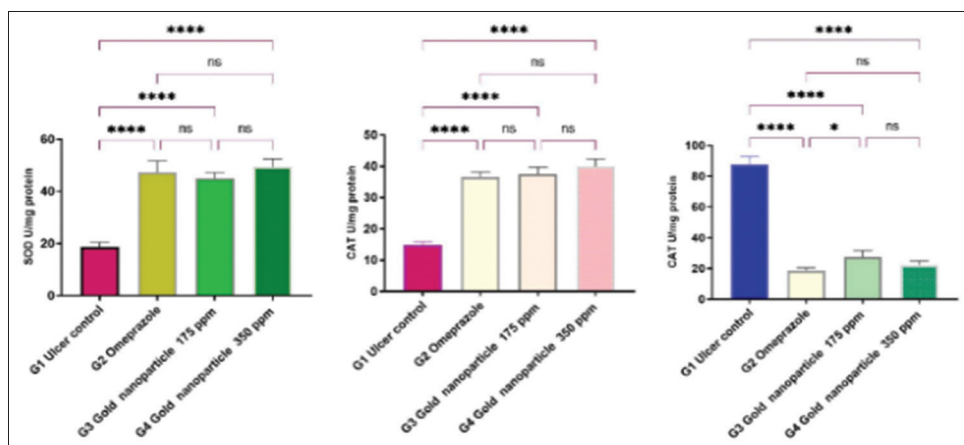 ****
ns
****
**** ns ns
SOD U/mg protein
60
40
20
0
G1 Ulcer control
G2 Omeprazole
G3 Gold nanoparticle 175 ppm
G4 Gold nanoparticle 350 ppm
****
ns
****
**** ns ns
CAT U/mg protein
50
40
30
20
10
0
G1 Ulcer control
G2 Omeprazole
G3 Gold nanoparticle 175 ppm
G4 Gold nanoparticle 350 ppm
****
ns
****
**** * ns
CAT U/mg protein
100
80
60
40
20
0
G1 Ulcer control
G2 Omeprazole
G3 Gold nanoparticle 175 ppm
G4 Gold nanoparticle 350 ppm